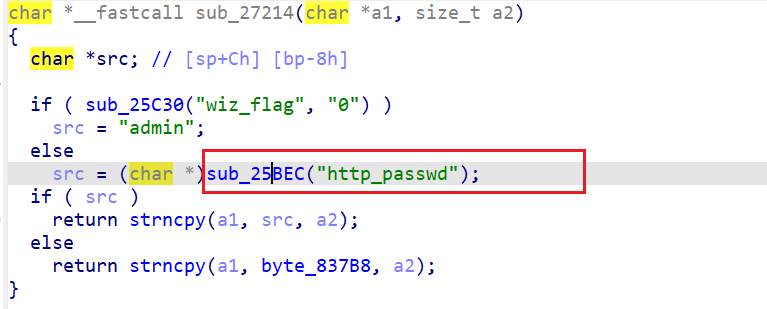 char *__fastcall sub_27214(char *a1, size_t a2)
{
char *src; // [sp+Ch] [bp-8h]
if ( sub_25C30("wiz_flag", "0") )
src = "admin";
else
src = (char *)sub_25BEC("http_passwd");
if ( src )
return strncpy(a1, src, a2);
else
return strncpy(a1, byte_837B8, a2);
}